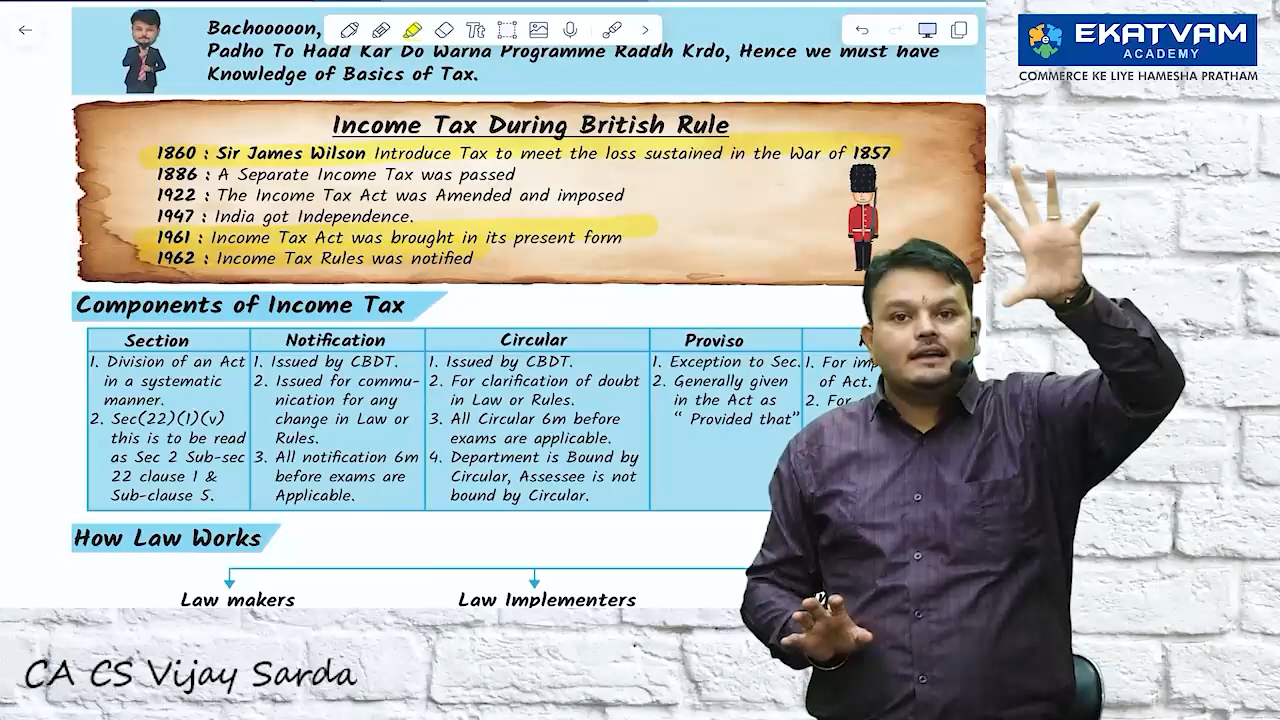 Bachooooon,
Padho To Hada Kar Do Warna Programme Raddh Krdo, Hence we must have
Knowledge of Basics of Tax.
EKATVAM
ACADEMY
COMMERCE KE LIYE HAMESHA PRATHAM
Income Tax During British Rule
1860 : Sir James Wilson Introduce Tax to meet the loss sustained in the War of 1857
1886 : A Separate Income Tax was passed
1922 : The Income Tax Act was Amended and imposed
1947 : India got Independence.
1961 : Income Tax Act was brought in its present form
1962 : Income Tax Rules was notified
Components of Income Tax
Section
1. Division of an Act
in a systematic
manner.
2. Sec(22)(1)(v)
this is to be read
as Sec 2 Sub-sec
22 clause 1 &
Sub-clause 5.
Notification
1. Issued by CBDT.
2. Issued for commu-
nication for any
change in Law or
Rules.
3. All notification 6m
before exams are
Applicable.
Circular
1. Issued by CBDT.
2. For clarification of doubt
in Law or Rules.
3. All Circular 6m before
exams are applicable.
4. Department is Bound by
Circular, Assessee is not
bound by Circular.
Proviso
1. Exception to Sec.
2. Generally given
in the Act as
“ Provided that”
1. For
of Act.
2. For
How Law Works
Law makers
Law Implementers
CA CS Vijay Sarda